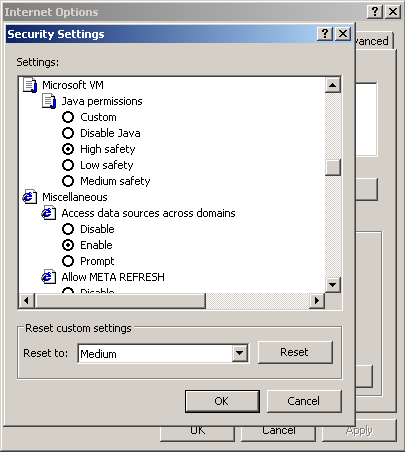 Internet Options
Security Settings
vanced
Settings:
Microsoft VM
Java permissions
Custom
Disable Java
High safety
Low safety
Medium safety
Miscellaneous
Access data sources across domains
Disable
Enable
Prompt
Allow META REFRESH
Disable
Reset custom settings
Reset to:
Medium
Reset
OK
Cancel
OK
Cancel
Apply